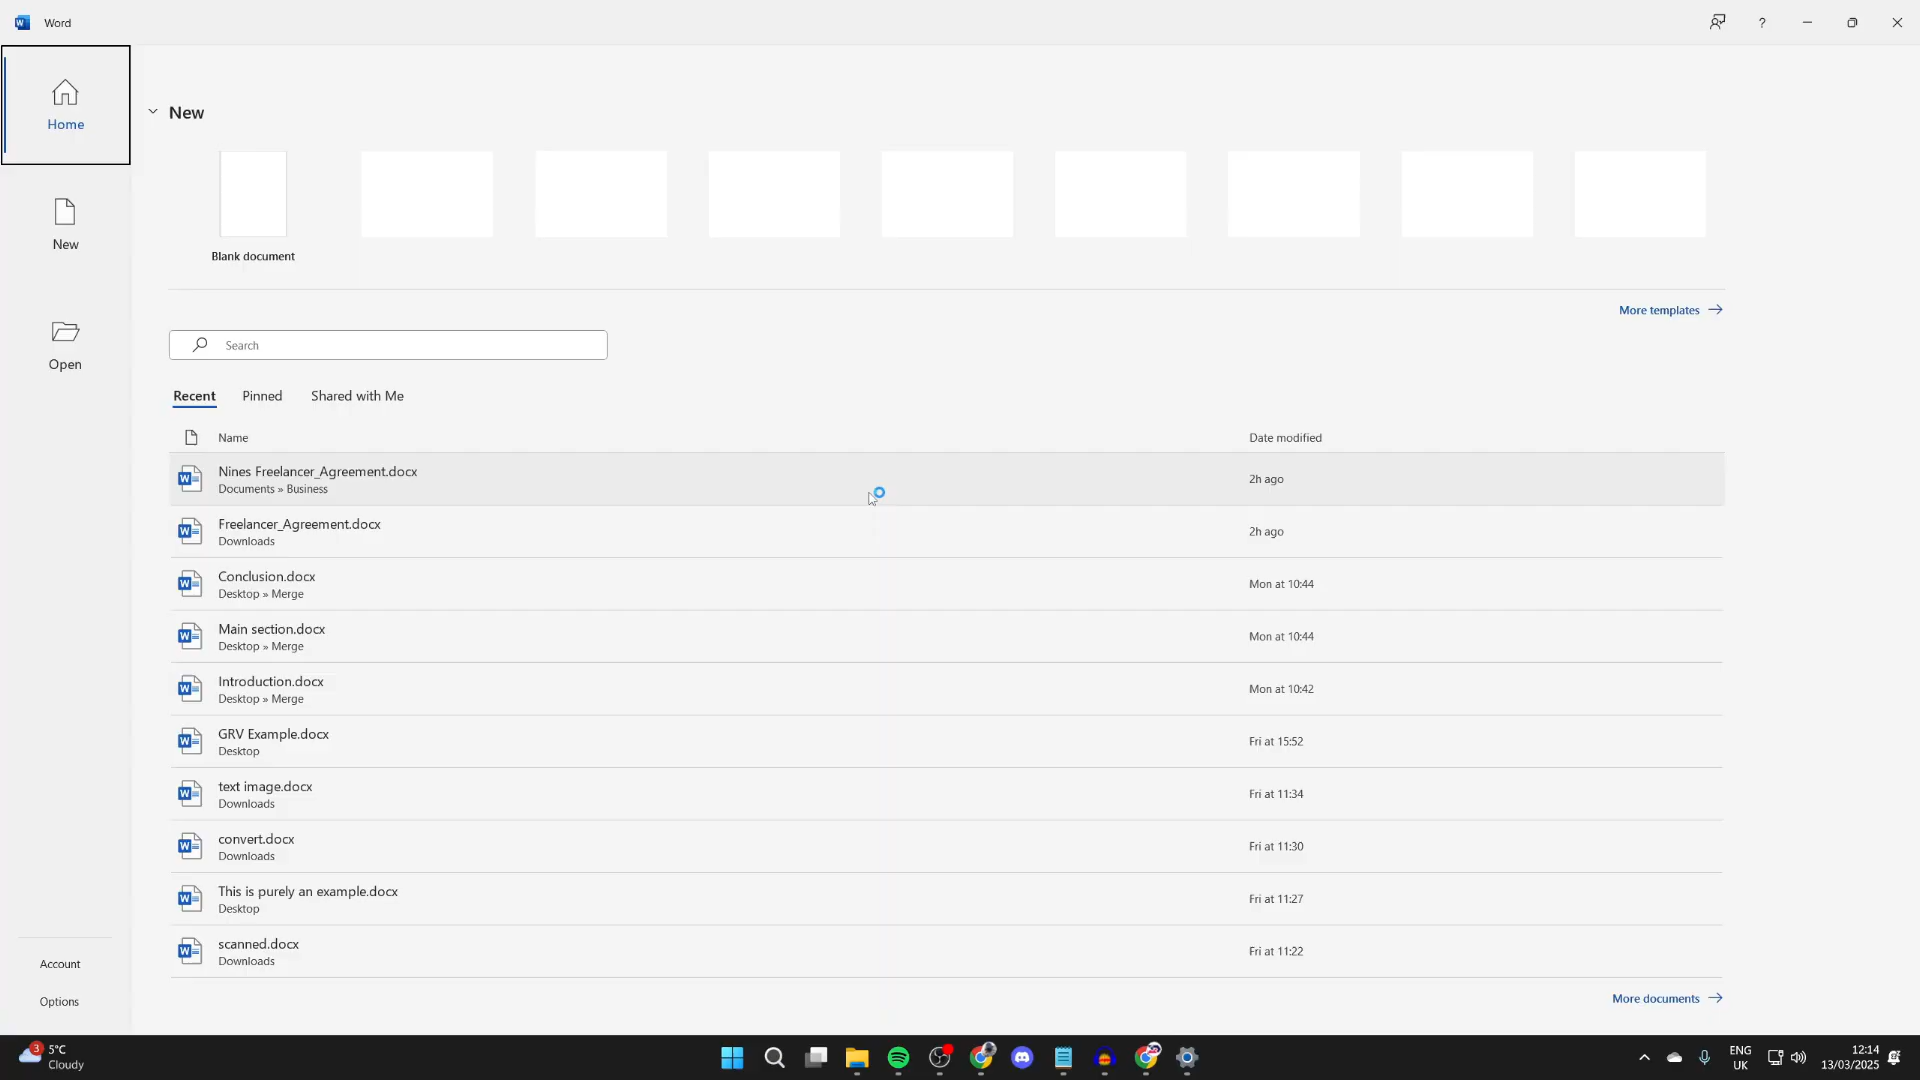 Word
?
Home
New
Blank document
New
More templates
Search
Open
Recent Pinned Shared with Me
Name Date modified
Nines Freelancer_Agreement.docx
Documents » Business
2h ago
Freelancer_Agreement.docx
Downloads
2h ago
Conclusion.docx
Desktop » Merge
Mon at 10:44
Main section.docx
Desktop » Merge
Mon at 10:44
Introduction.docx
Desktop » Merge
Mon at 10:42
GRV Example.docx
Desktop
Fri at 15:52
text image.docx
Downloads
Fri at 11:34
convert.docx
Downloads
Fri at 11:30
This is purely an example.docx
Desktop
Fri at 11:27
scanned.docx
Downloads
Fri at 11:22
More documents
Account
Options
3
5°C
Cloudy
ENG
UK
12:14
13/03/2025